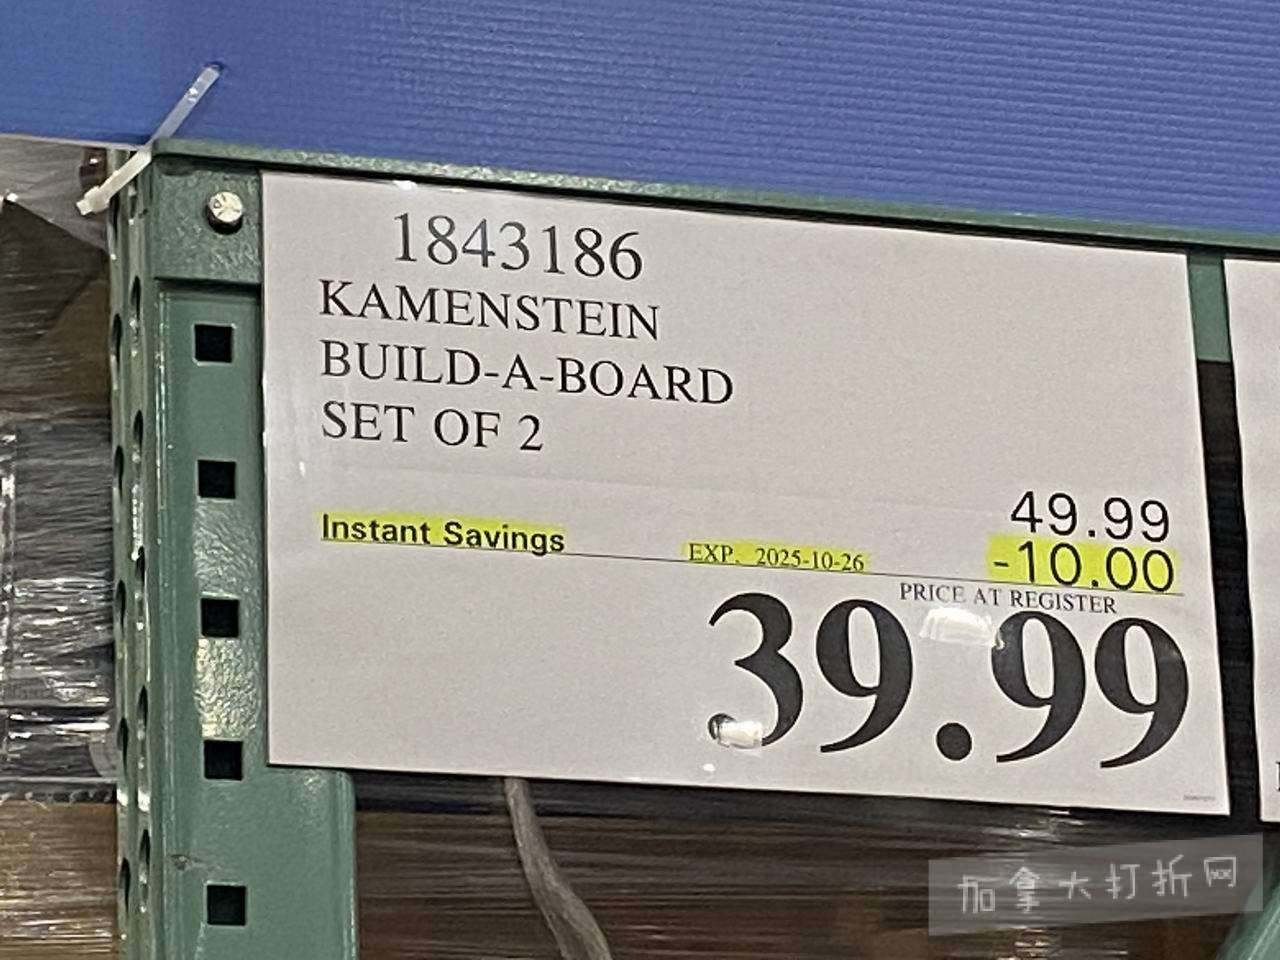 1843186
KAMENSTEIN
BUILD-A-BOARD
SET OF 2
49.99
Instant Savings EXP. 2025-10-26 -10.00
PRICE AT REGISTER
39.99
加拿大打折网